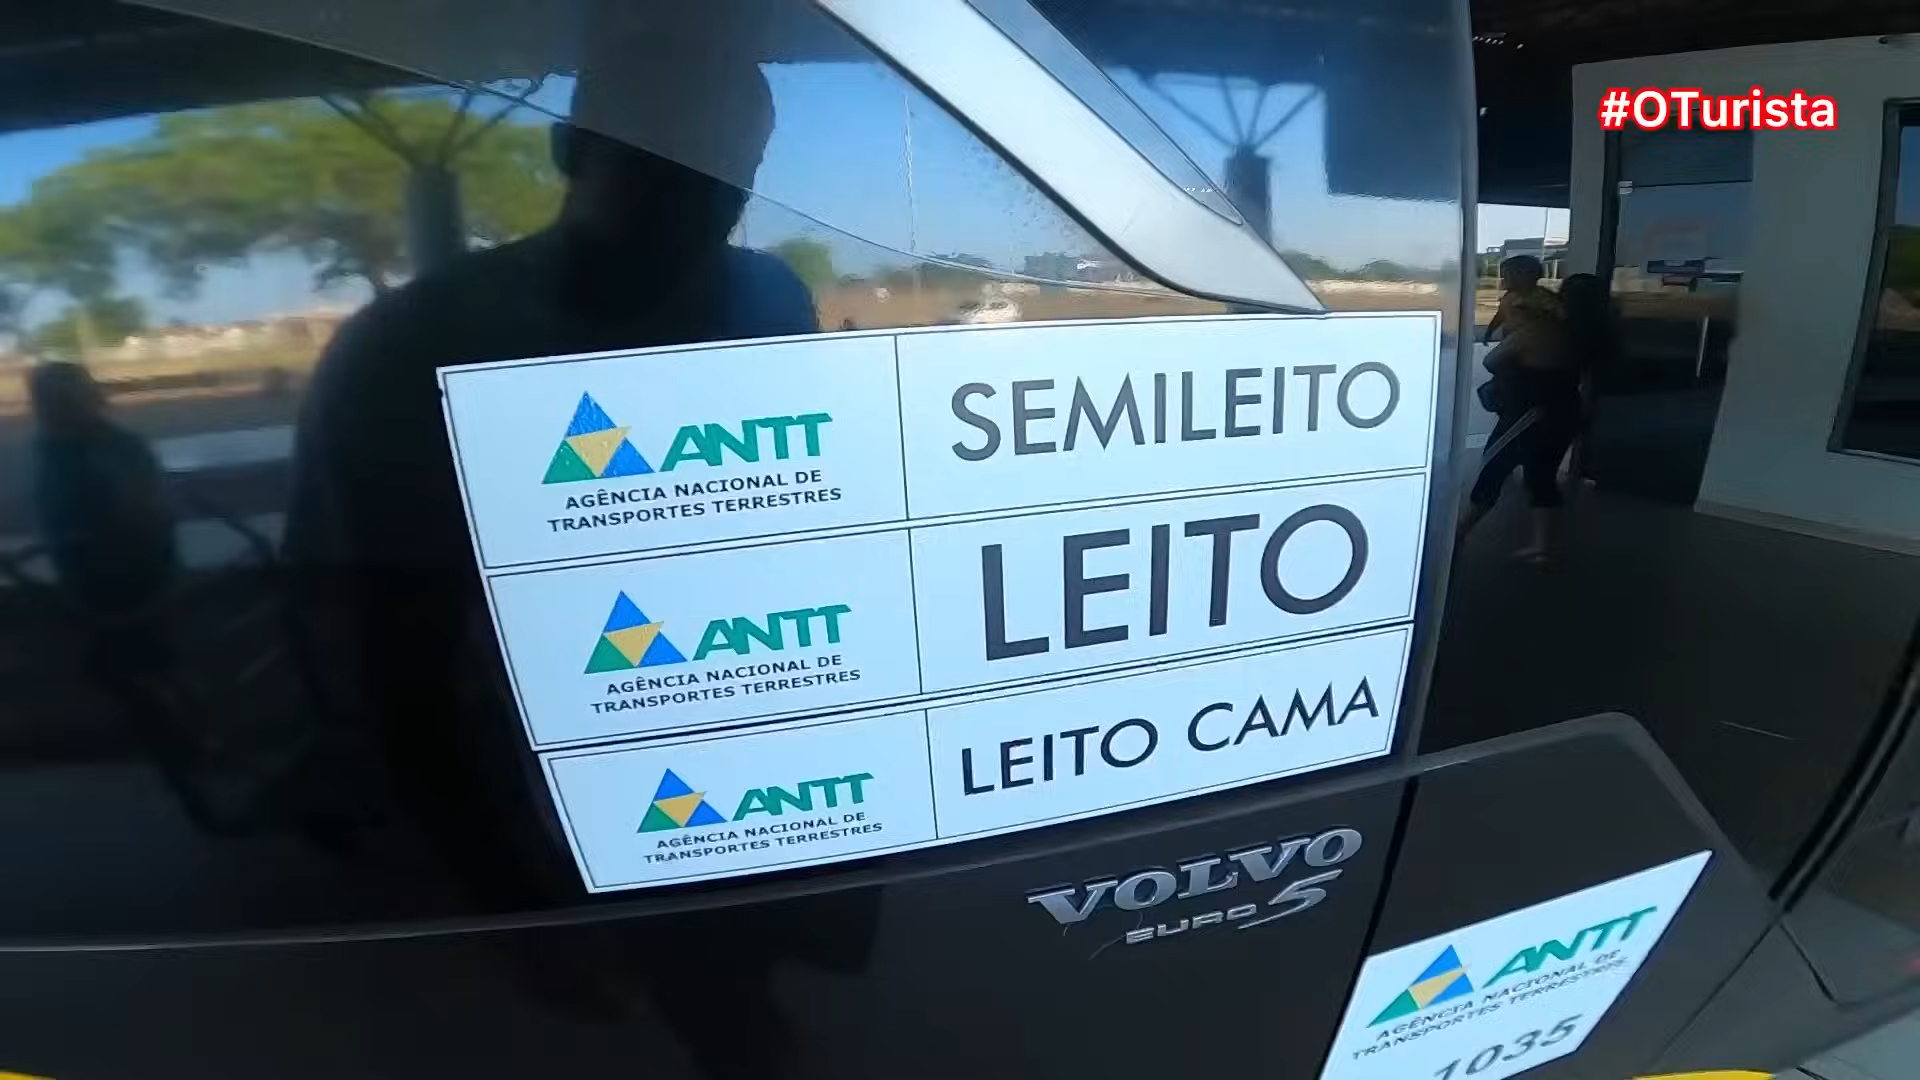 #OTurista
ANTT
AGÊNCIA NACIONAL DE
TRANSPORTES TERRESTRES
SEMILEITO
ANTT
AGÊNCIA NACIONAL DE
TRANSPORTES TERRESTRES
LEITO
ANTT
AGÊNCIA NACIONAL DE
TRANSPORTES TERRESTRES
LEITO CAMA
VOLVO
EURO 5
ANTT
AGÊNCIA NACIONAL DE
TRANSPORTES TERRESTRES
1035